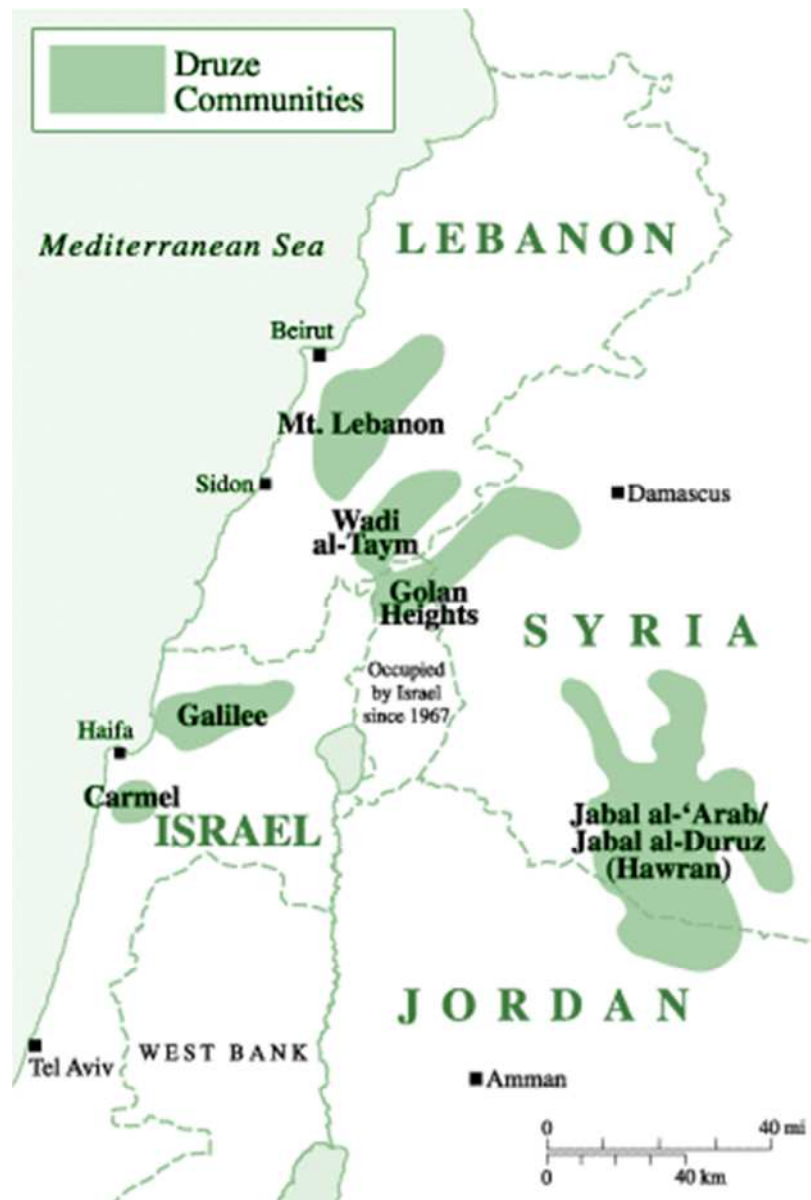 Druze
Communities
Mediterranean Sea
LEBANON
Beirut
Mt. Lebanon
Sidon
Damascus
Wadi
al-Taym
Golan
Heights
SYRIA
Occupied
by Israel
since 1967
Galilee
Haifa
Carmel
ISRAEL
Jabal al-‘Arab/
Jabal al-Duruz
(Hawran)
JORDAN
WEST BANK
Tel Aviv
Amman
0 40 mi
0 40 km